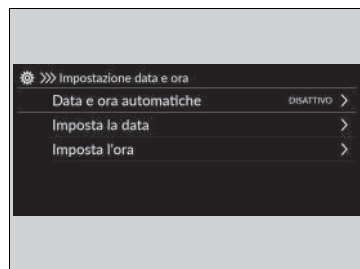 Impostazione data e ora
Data e ora automatiche DISATTIVO
Imposta la data
Imposta l'ora